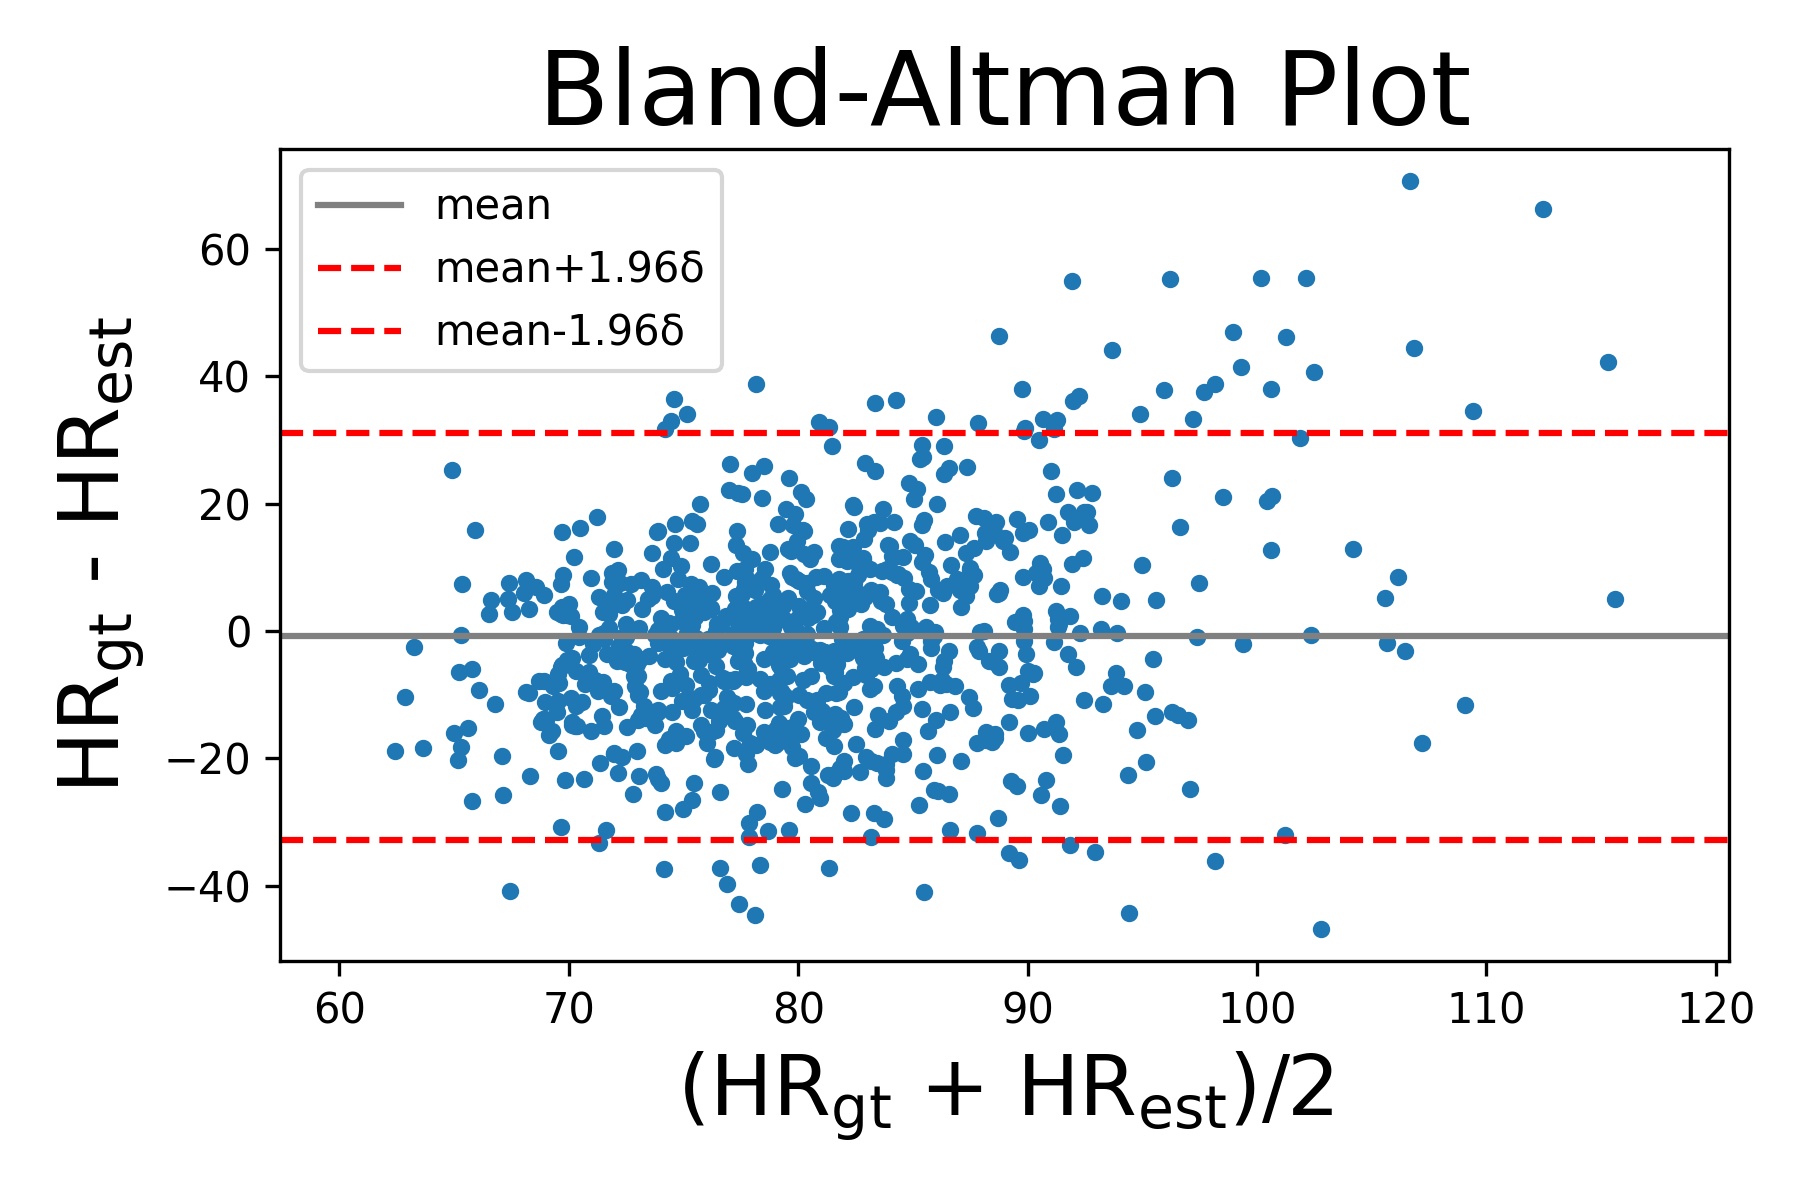 Bland-Altman Plot
mean
mean+1.96δ
mean-1.96δ
HRgt - HRest
60
40
20
0
−20
−40
60 70 80 90 100 110 120
(HRgt + HRest)/2